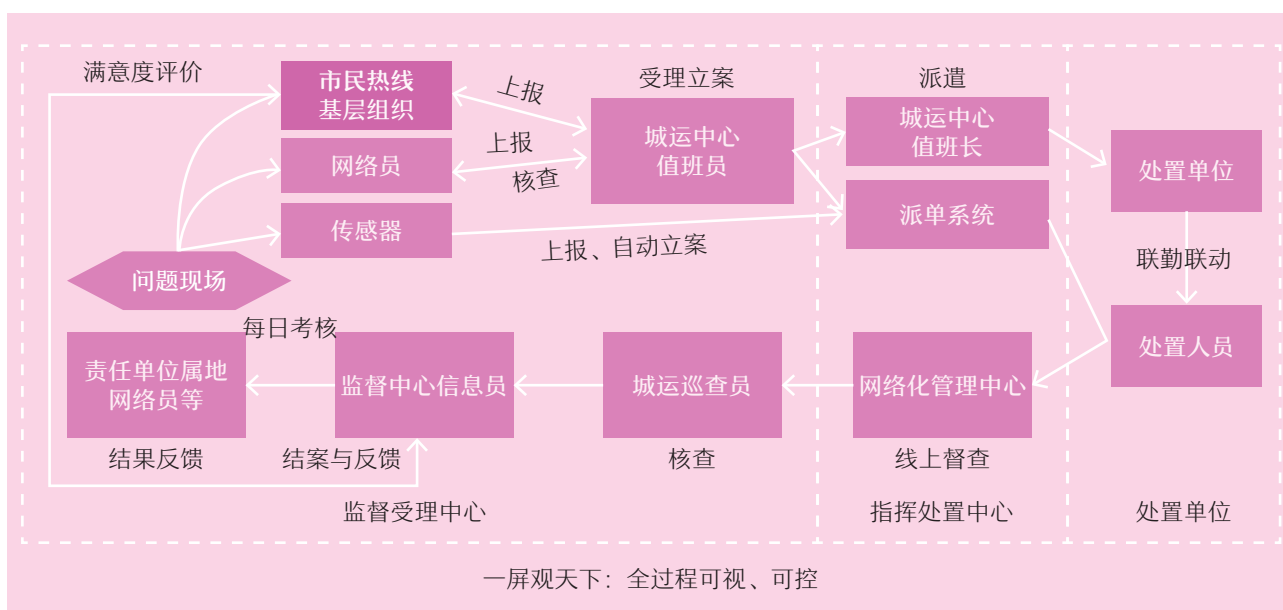 满意度评价
市民热线
基层组织
上报
受理立案
派遣
城运中心
值班员
城运中心
值班长
处置单位
网络员
上报
核查
传感器
派单系统
上报、自动立案
联勤联动
问题现场
每日考核
处置人员
责任单位属地
网络员等
监督中心信息员
城运巡查员
网络化管理中心
结果反馈
结案与反馈
核查
线上督查
监督受理中心
指挥处置中心
处置单位
一屏观天下：全过程可视、可控